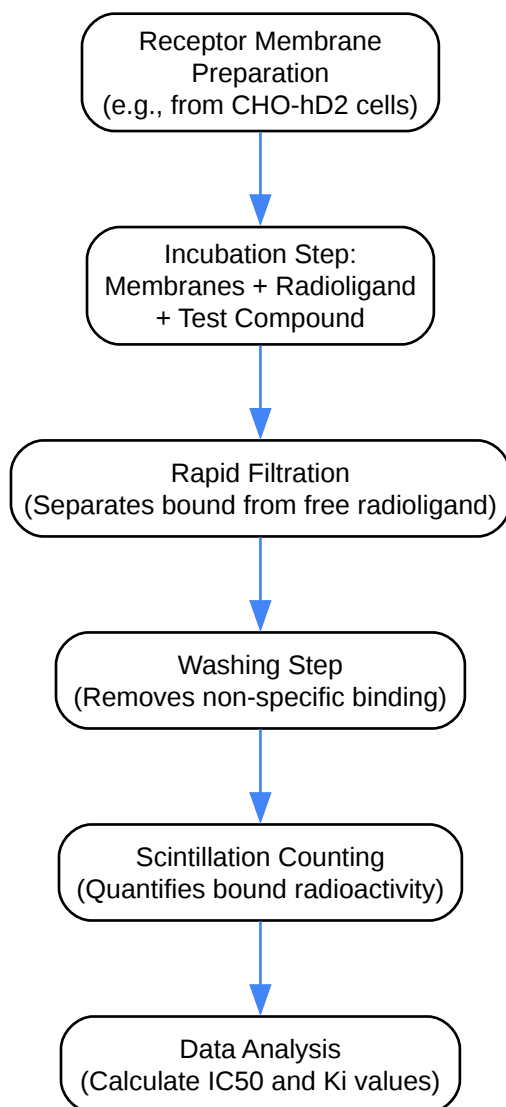 Receptor Membrane
Preparation
(e.g., from CHO-hD2 cells)
Incubation Step:
Membranes + Radioligand
+ Test Compound
Rapid Filtration
(Separates bound from free radioligand)
Washing Step
(Removes non-specific binding)
Scintillation Counting
(Quantifies bound radioactivity)
Data Analysis
(Calculate IC50 and Ki values)